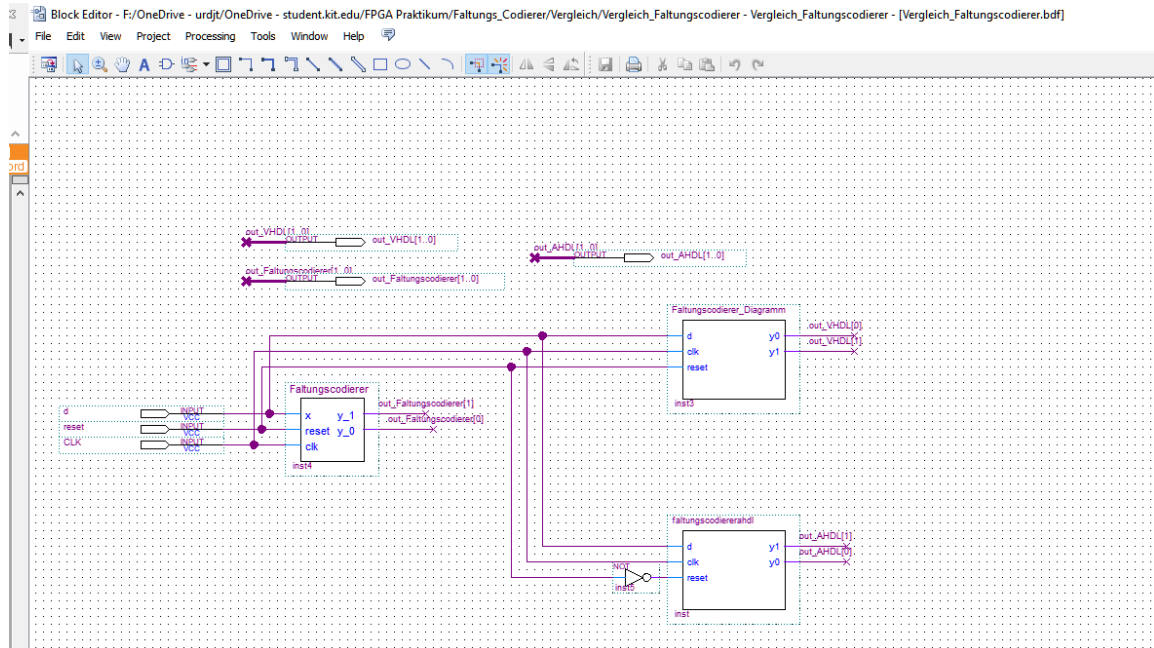 Block Editor - F:/OneDrive - urdjt/OneDrive - student.kit.edu/FPGA Praktikum/Faltungs_Codierer/Vergleich/Vergleich_Faltungscodierer - Vergleich_Faltungscodierer - [Vergleich_Faltungscodierer.bdf]
File Edit View Project Processing Tools Window Help
ord
out_VHDL[1..0]
OUTPUT out_VHDL[1..0]
out_AHDL[1..0]
OUTPUT out_AHDL[1..0]
out_Faltungscodierer[1..0]
OUTPUT out_Faltungscodierer[1..0]
Faltungscodierer_Diagramm
d y0 out_VHDL[0]
clk y1 out_VHDL[1]
reset
inst3
Faltungscodierer
d INPUT VCC x y_1 out_Faltungscodierer[1]
reset INPUT VCC reset y_0 out_Faltungscodierer[0]
CLK INPUT VCC clk
inst4
faltungscodiererahdl
d y1 out_AHDL[1]
clk y0 out_AHDL[0]
NOT reset
inst5
inst